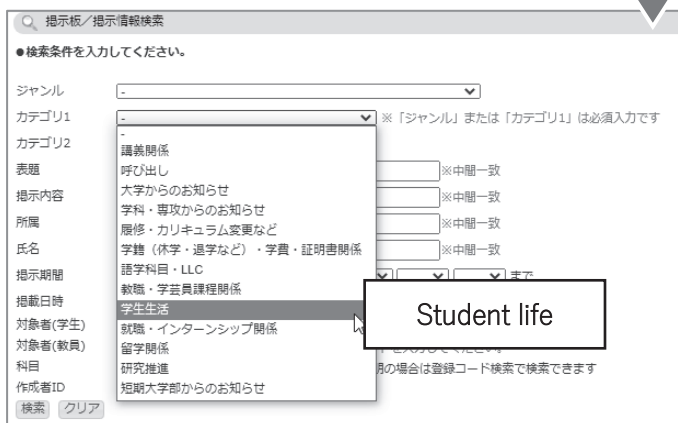 掲示板／掲示情報検索
●検索条件を入力してください。
ジャンル -
カテゴリ1 - ※「ジャンル」または「カテゴリ1」は必須入力です
-
カテゴリ2
講義関係
表題 呼び出し ※中間一致
大学からのお知らせ
掲示内容 学科・専攻からのお知らせ ※中間一致
所属 履修・カリキュラム変更など ※中間一致
氏名 学籍（休学・退学など）・学費・証明書関係 ※中間一致
語学科目・LLC
掲示期間 まで
教職・学芸員課程関係
掲載日時 学生生活
Student life
対象者(学生) 就職・インターンシップ関係
対象者(教員) 留学関係 を入力してください。
科目 研究推進 の場合は登録コード検索で検索できます
作成者ID 短期大学部からのお知らせ
検索 クリア